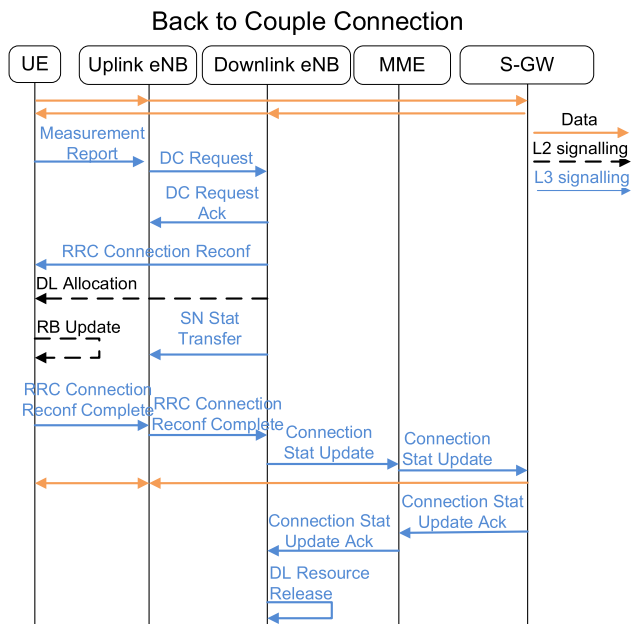 Back to Couple Connection
UE
Uplink eNB
Downlink eNB
MME
S-GW
Data
L2 signalling
L3 signalling
Measurement
Report
DC Request
DC Request
Ack
RRC Connection Reconf
DL Allocation
RB Update
SN Stat
Transfer
RRC Connection
Reconf Complete
RRC Connection
Reconf Complete
Connection
Stat Update
Connection
Stat Update
Connection Stat
Update Ack
Connection Stat
Update Ack
DL Resource
Release